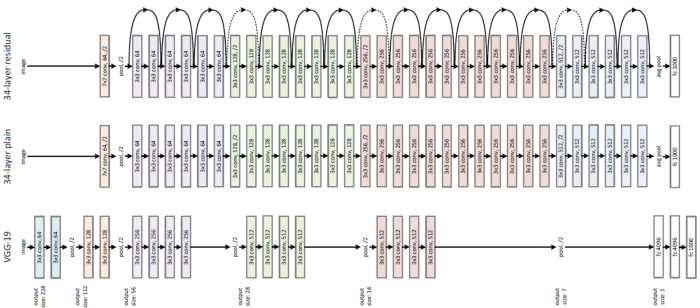 34-layer residual
image
7x7 conv, 64, /2
pool, /2
3x3 conv, 64
3x3 conv, 64
3x3 conv, 64
3x3 conv, 64
3x3 conv, 64
3x3 conv, 64
3x3 conv, 128, /2
3x3 conv, 128
3x3 conv, 128
3x3 conv, 128
3x3 conv, 128
3x3 conv, 128
3x3 conv, 128
3x3 conv, 128
3x3 conv, 256, /2
3x3 conv, 256
3x3 conv, 256
3x3 conv, 256
3x3 conv, 256
3x3 conv, 256
3x3 conv, 256
3x3 conv, 256
3x3 conv, 256
3x3 conv, 256
3x3 conv, 256
3x3 conv, 256
3x3 conv, 512, /2
3x3 conv, 512
3x3 conv, 512
3x3 conv, 512
3x3 conv, 512
3x3 conv, 512
avg pool
fc 1000
34-layer plain
image
7x7 conv, 64, /2
pool, /2
3x3 conv, 64
3x3 conv, 64
3x3 conv, 64
3x3 conv, 64
3x3 conv, 64
3x3 conv, 64
3x3 conv, 128, /2
3x3 conv, 128
3x3 conv, 128
3x3 conv, 128
3x3 conv, 128
3x3 conv, 128
3x3 conv, 128
3x3 conv, 128
3x3 conv, 256, /2
3x3 conv, 256
3x3 conv, 256
3x3 conv, 256
3x3 conv, 256
3x3 conv, 256
3x3 conv, 256
3x3 conv, 256
3x3 conv, 256
3x3 conv, 256
3x3 conv, 256
3x3 conv, 256
3x3 conv, 512, /2
3x3 conv, 512
3x3 conv, 512
3x3 conv, 512
3x3 conv, 512
3x3 conv, 512
avg pool
fc 1000
VGG-19
image
3x3 conv, 64
3x3 conv, 64
pool, /2
3x3 conv, 128
3x3 conv, 128
pool, /2
3x3 conv, 256
3x3 conv, 256
3x3 conv, 256
3x3 conv, 256
pool, /2
3x3 conv, 512
3x3 conv, 512
3x3 conv, 512
3x3 conv, 512
pool, /2
3x3 conv, 512
3x3 conv, 512
3x3 conv, 512
3x3 conv, 512
pool, /2
fc 4096
fc 4096
fc 1000
output
size: 224
output
size: 112
output
size: 56
output
size: 28
output
size: 14
output
size: 7
output
size: 1